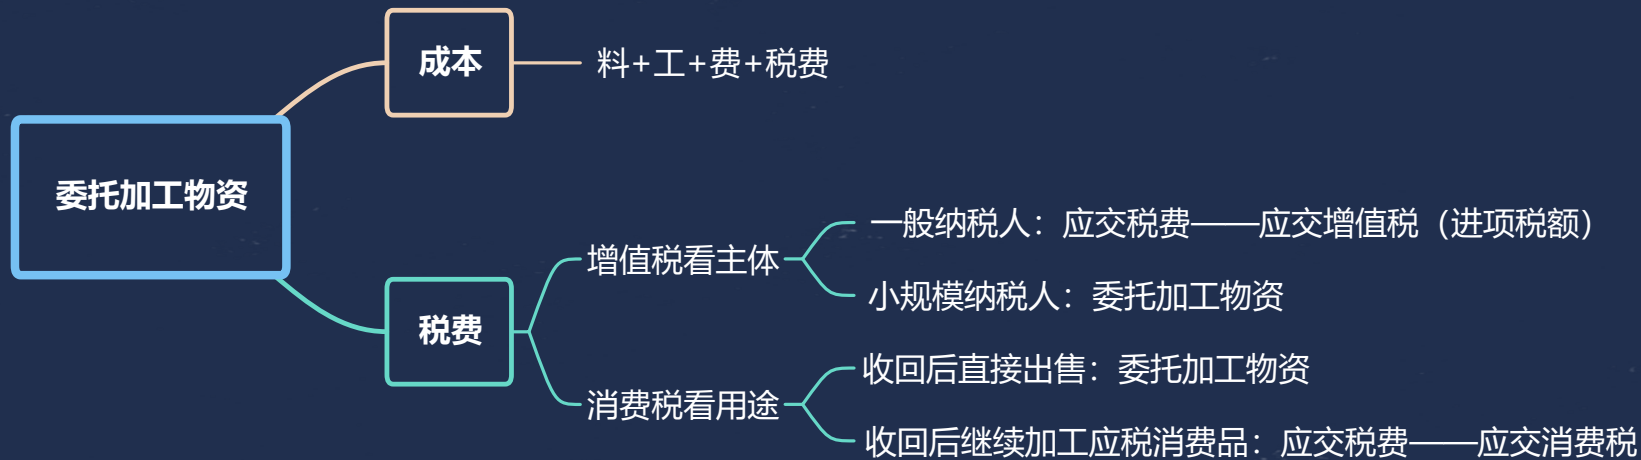 成本
料+工+费+税费
委托加工物资
税费
增值税看主体
一般纳税人：应交税费——应交增值税（进项税额）
小规模纳税人：委托加工物资
消费税看用途
收回后直接出售：委托加工物资
收回后继续加工应税消费品：应交税费——应交消费税